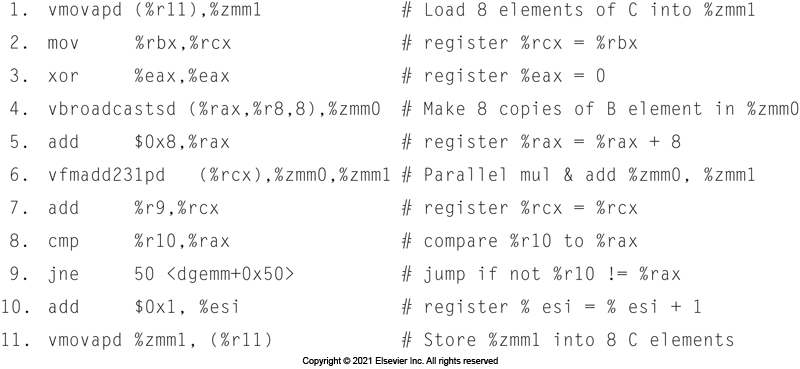 1. vmovapd (%r11),%zmm1 # Load 8 elements of C into %zmm1
2. mov %rbx,%rcx # register %rcx = %rbx
3. xor %eax,%eax # register %eax = 0
4. vbroadcastsd (%rax,%r8,8),%zmm0 # Make 8 copies of B element in %zmm0
5. add $0x8,%rax # register %rax = %rax + 8
6. vfmadd231pd (%rcx),%zmm0,%zmm1 # Parallel mul & add %zmm0, %zmm1
7. add %r9,%rcx # register %rcx = %rcx
8. cmp %r10,%rax # compare %r10 to %rax
9. jne 50 <dgemm+0x50> # jump if not %r10 != %rax
10. add $0x1, %esi # register % esi = % esi + 1
11. vmovapd %zmm1, (%r11) # Store %zmm1 into 8 C elements
Copyright © 2021 Elsevier Inc. All rights reserved